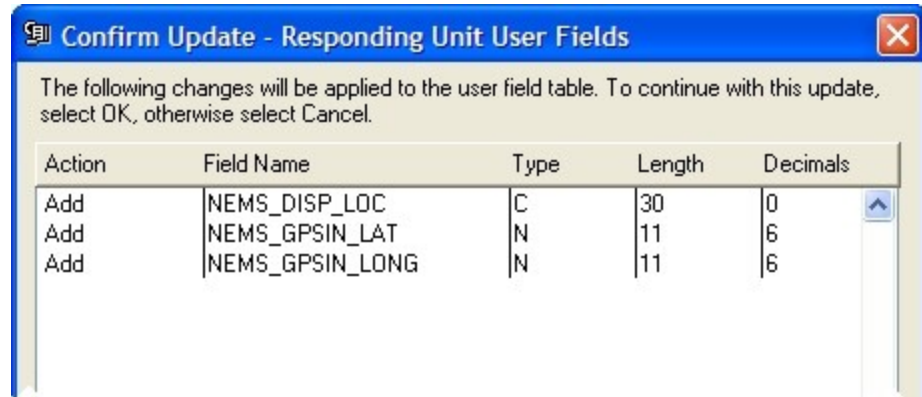 Confirm Update - Responding Unit User Fields
The following changes will be applied to the user field table. To continue with this update,
select OK, otherwise select Cancel.
Action Field Name Type Length Decimals
Add NEMS_DISP_LOC C 30 0
Add NEMS_GPSIN_LAT N 11 6
Add NEMS_GPSIN_LONG N 11 6